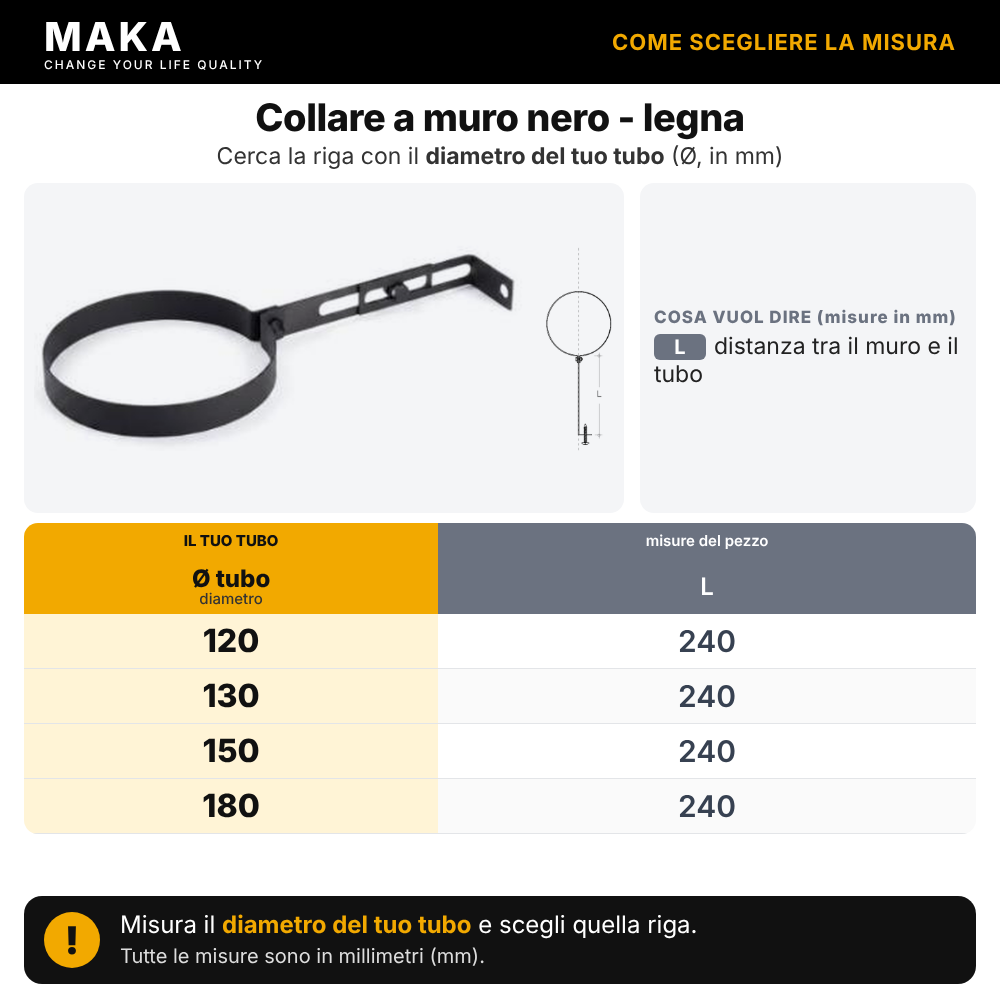 MAKA
CHANGE YOUR LIFE QUALITY
COME SCEGLIERE LA MISURA
Collare a muro nero - legna
Cerca la riga con il diametro del tuo tubo (Ø, in mm)
L
COSA VUOL DIRE (misure in mm)
L distanza tra il muro e il
tubo
IL TUO TUBO
misure del pezzo
Ø tubo
diametro
L
120
240
130
240
150
240
180
240
!
Misura il diametro del tuo tubo e scegli quella riga.
Tutte le misure sono in millimetri (mm).